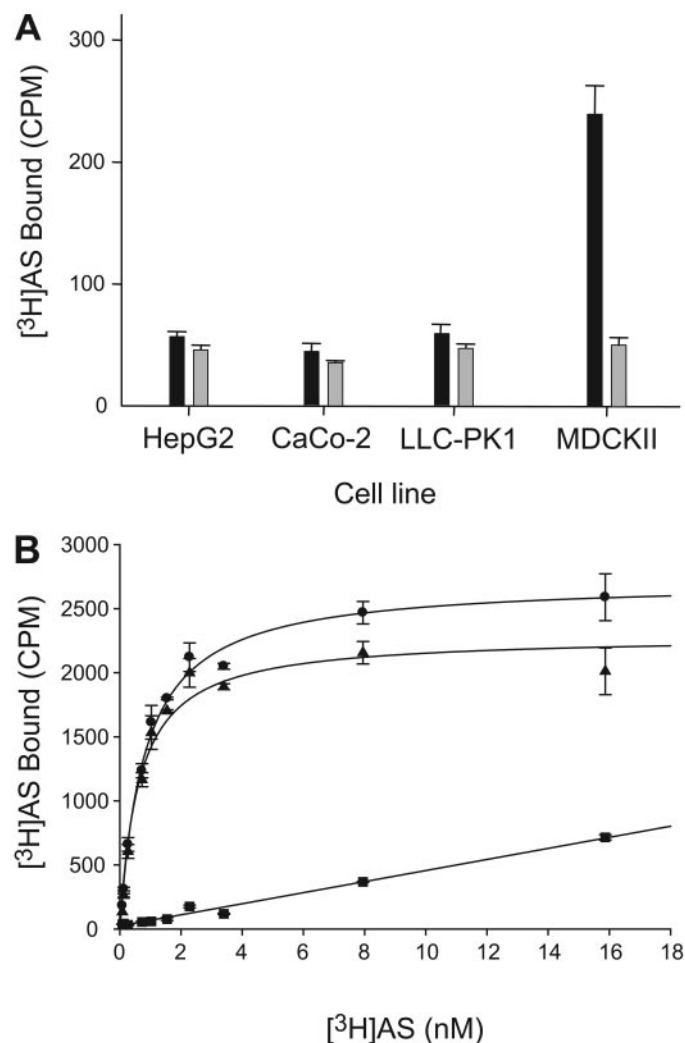 A
[³H]AS Bound (CPM)
300
200
100
0
HepG2 CaCo-2 LLC-PK1 MDCKII
Cell line
B
[³H]AS Bound (CPM)
3000
2500
2000
1500
1000
500
0
0 2 4 6 8 10 12 14 16 18
[³H]AS (nM)